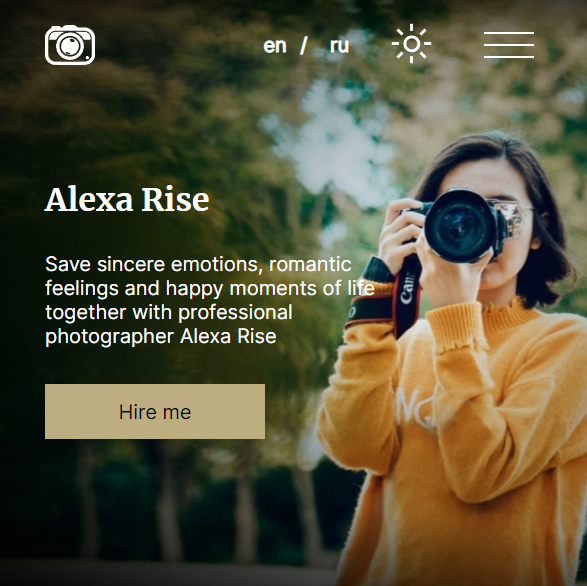 en / ru
Alexa Rise
Save sincere emotions, romantic
feelings and happy moments of life
together with professional
photographer Alexa Rise
Hire me